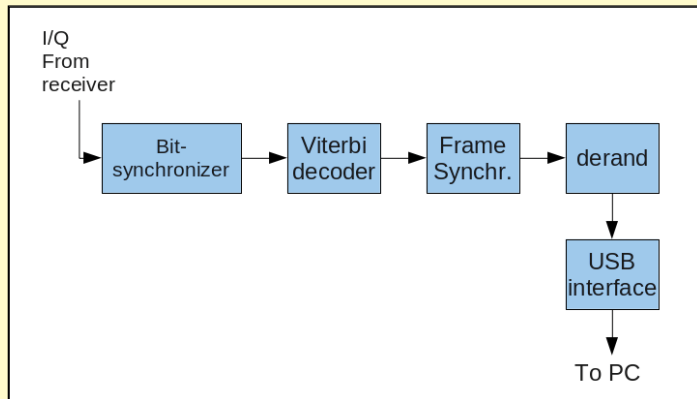 I/Q
From
receiver
Bit-
synchronizer
Viterbi
decoder
Frame
Synchr.
derand
USB
interface
To PC